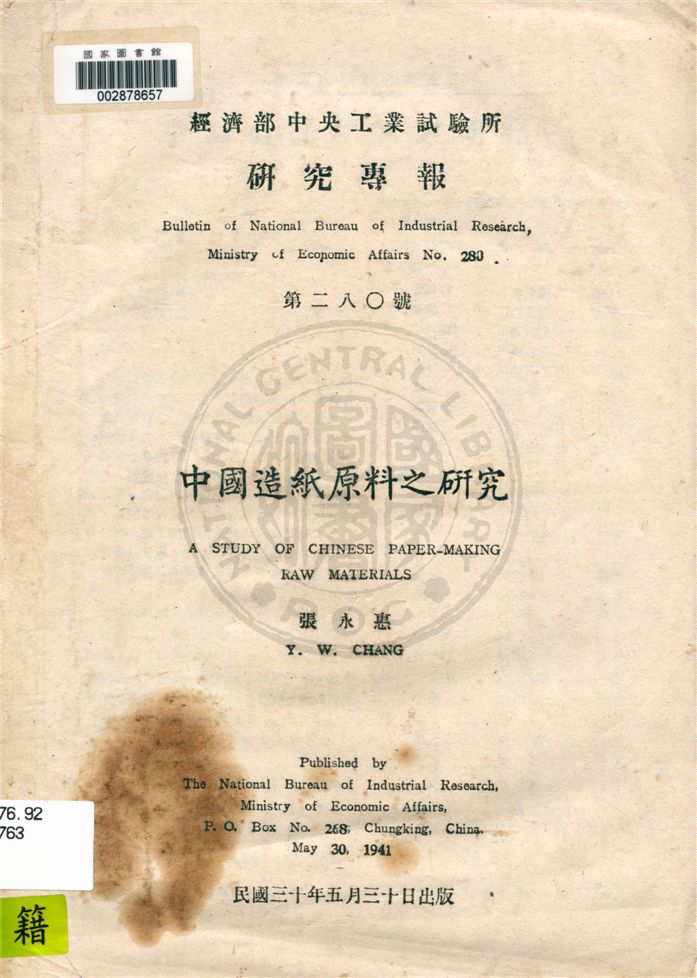 國家圖書館
002878657
經濟部中央工業試驗所
研究專報
Bulletin of National Bureau of Industrial Research,
Ministry of Economic Affairs No. 280 .
第二八〇號
NATIONAL CENTRAL LIBRARY
中國造紙原料之研究
A STUDY OF CHINESE PAPER-MAKING
RAW MATERIALS
ROC
張永惠
Y. W. CHANG
Published by
The National Bureau of Industrial Research,
Ministry of Economic Affairs,
P. O. Box No. 268, Chungking, China.
May 30, 1941
民國三十年五月三十日出版
76.92
763
籍